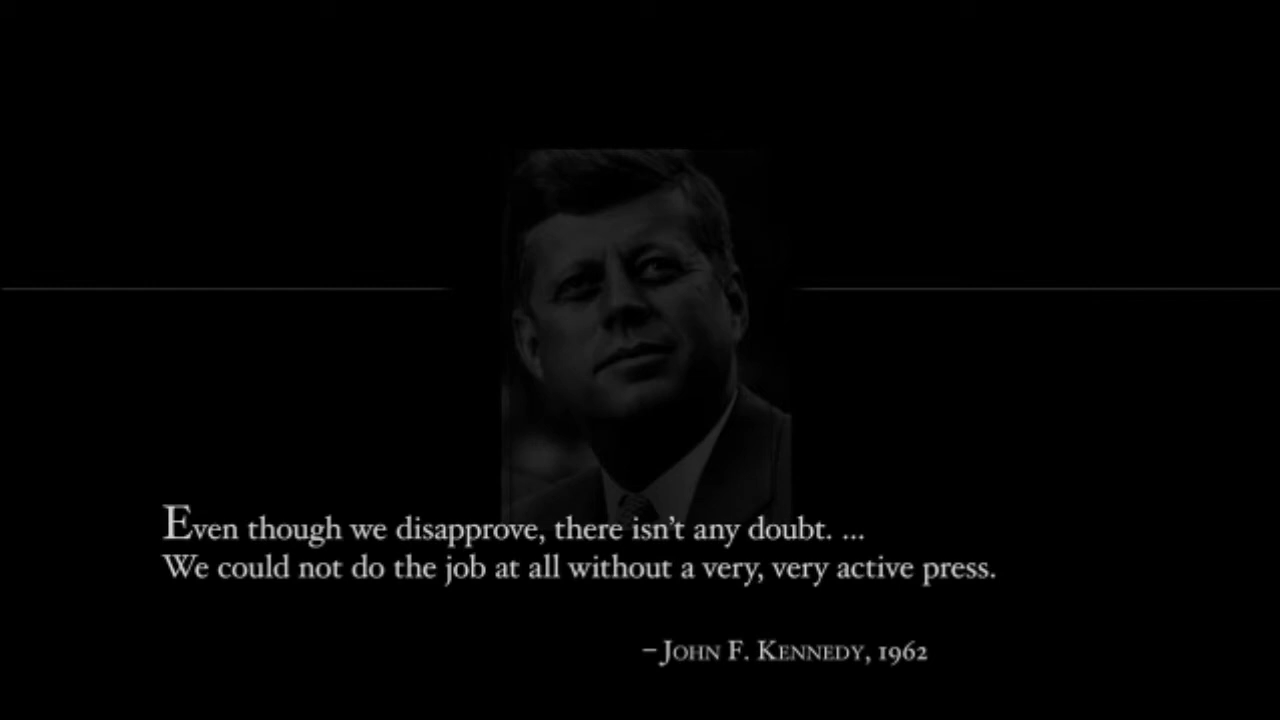 Even though we disapprove, there isn't any doubt. ...
We could not do the job at all without a very, very active press.
– John F. Kennedy, 1962